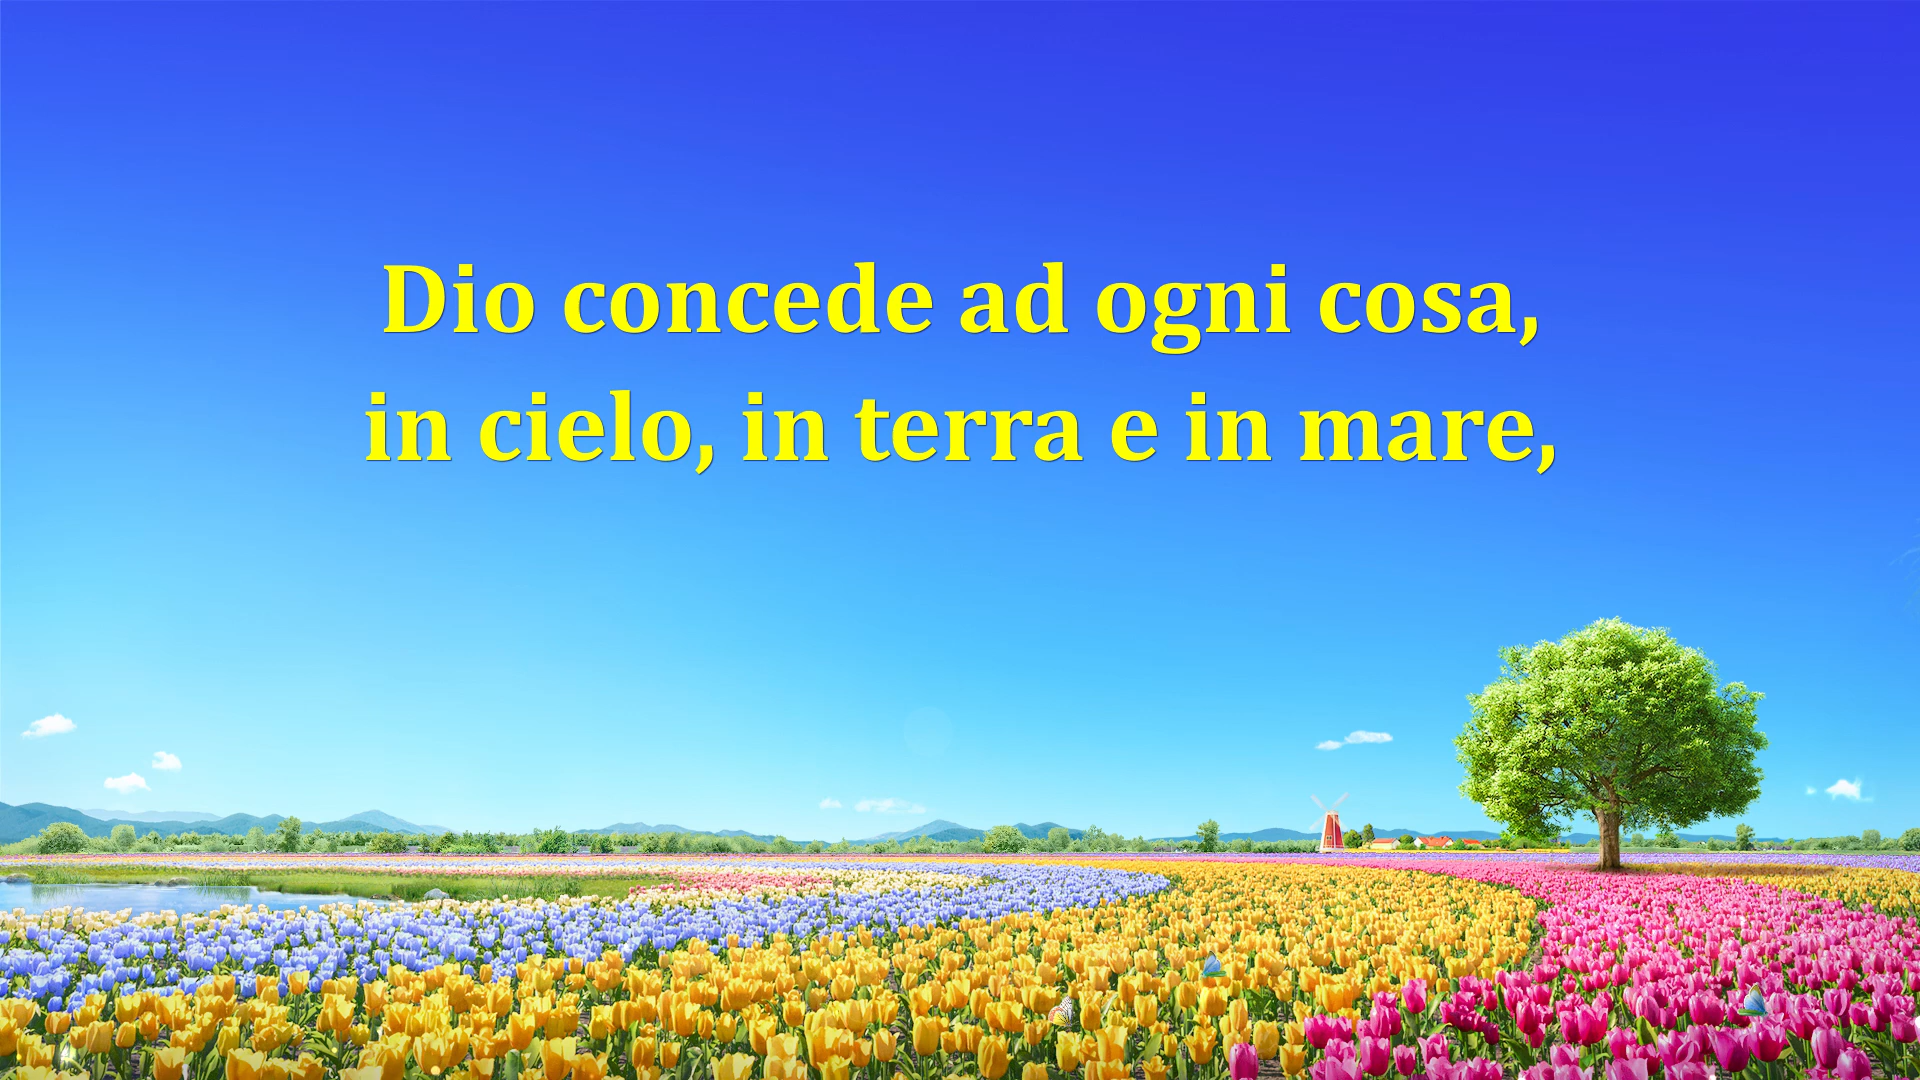 Dio concede ad ogni cosa,
in cielo, in terra e in mare,